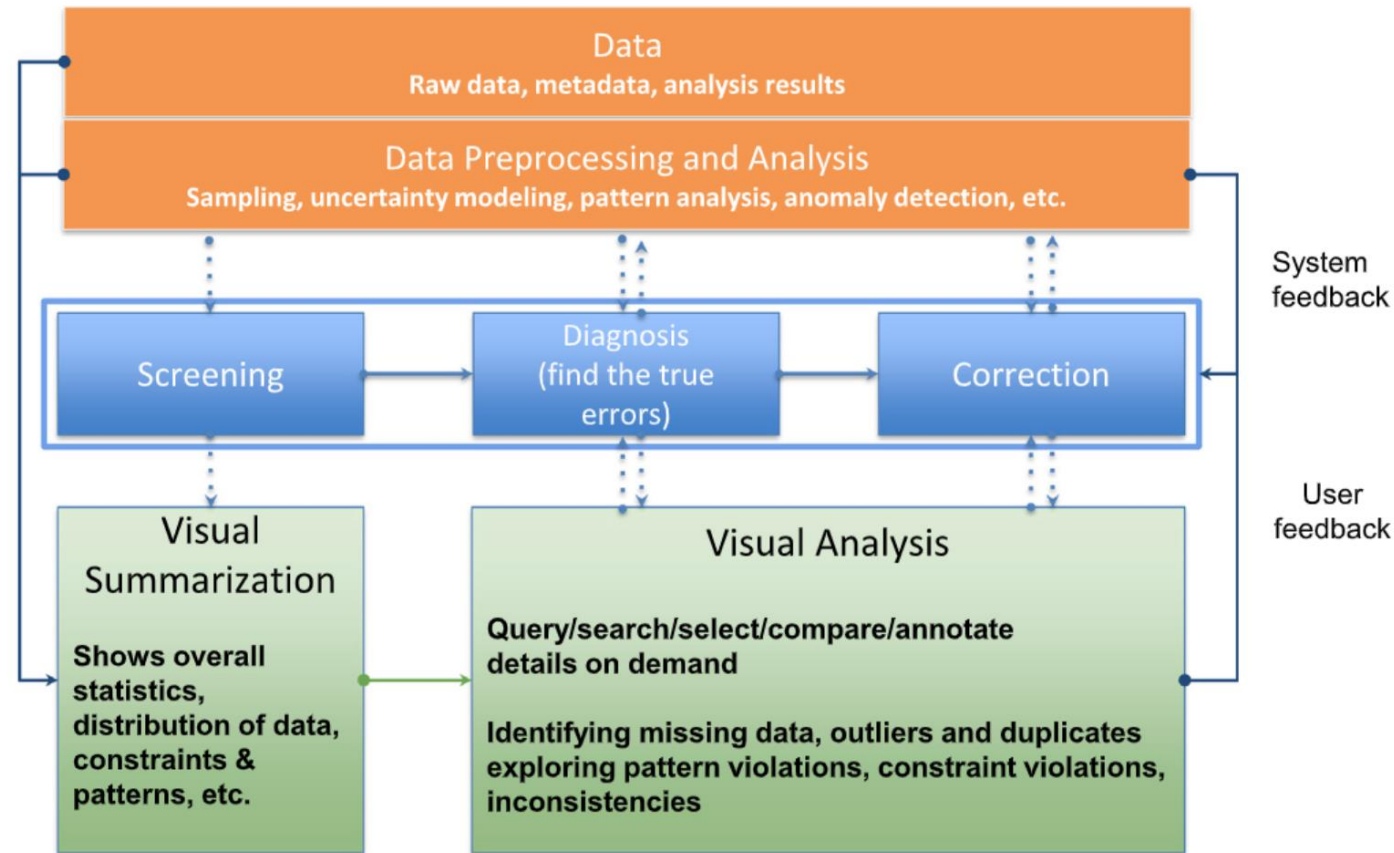 Data
Raw data, metadata, analysis results
Data Preprocessing and Analysis
Sampling, uncertainty modeling, pattern analysis, anomaly detection, etc.
System
feedback
Screening
Diagnosis
(find the true
errors)
Correction
User
feedback
Visual
Summarization
Shows overall
statistics,
distribution of data,
constraints &
patterns, etc.
Visual Analysis
Query/search/select/compare/annotate
details on demand
Identifying missing data, outliers and duplicates
exploring pattern violations, constraint violations,
inconsistencies